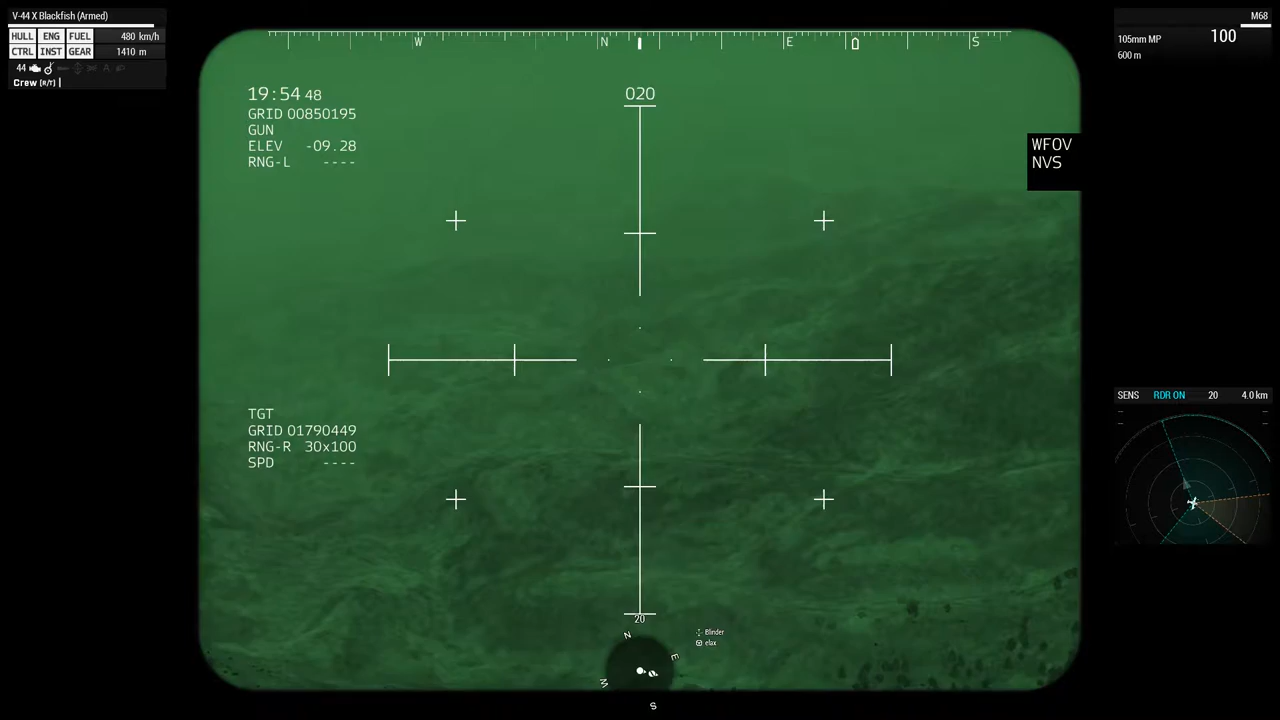 V-44 X Blackfish (Armed)
HULL ENG FUEL 480 km/h
CTRL INST GEAR 1410 m
44
Crew [R/T]
M68
105mm MP 100
600 m
W N E S
020
19:54 48
GRID 00850195
GUN
ELEV -09.28
RNG-L ----
WFOV
NVS
TGT
GRID 01790449
RNG-R 30x100
SPD ----
SENS RDR ON 20 4.0 km
20
Blinder
elax
N
E
W
S